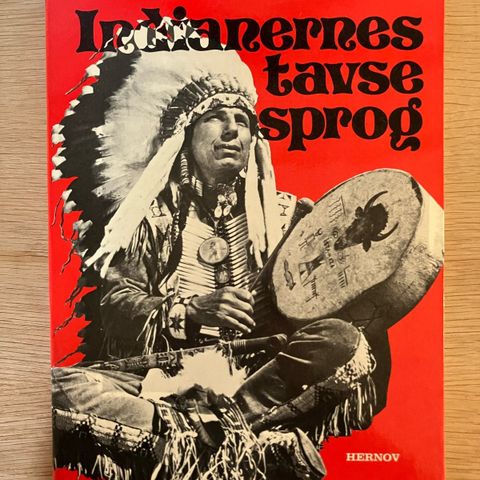 Indianernes
tavse
sprog
HERNOV